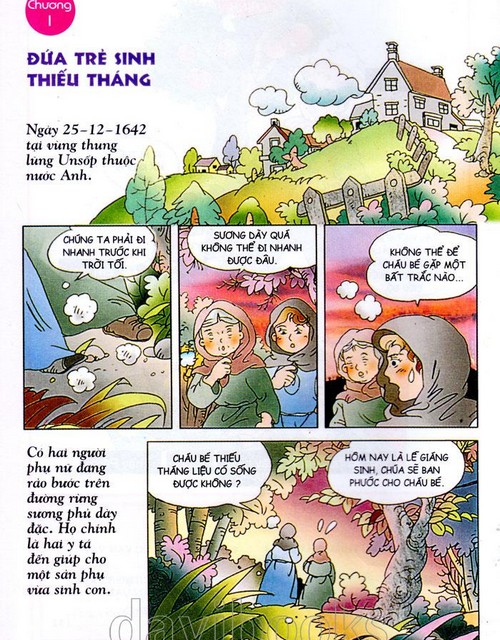 Chương
1
ĐỨA TRẺ SINH
THIẾU THÁNG
Ngày 25-12-1642
tại vùng thung
lũng Unsốp thuộc
nước Anh.
CHÚNG TA PHẢI ĐI
NHANH TRƯỚC KHI
TRỜI TỐI.
SƯƠNG DÀY QUÁ
KHÔNG THỂ ĐI NHANH
ĐƯỢC ĐÂU.
KHÔNG THỂ ĐỂ
CHÁU BÉ GẶP MỘT
BẤT TRẮC NÀO...
Có hai người
phụ nữ đang
rảo bước trên
đường rừng
sương phủ dày
đặc. Họ chính
là hai y tá
đến giúp cho
một sản phụ
vừa sinh con.
CHÁU BÉ THIẾU
THÁNG LIỆU CÓ SỐNG
ĐƯỢC KHÔNG ?
HÔM NAY LÀ LỄ GIÁNG
SINH, CHÚA SẼ BAN
PHƯỚC CHO CHÁU BÉ.
davibooks